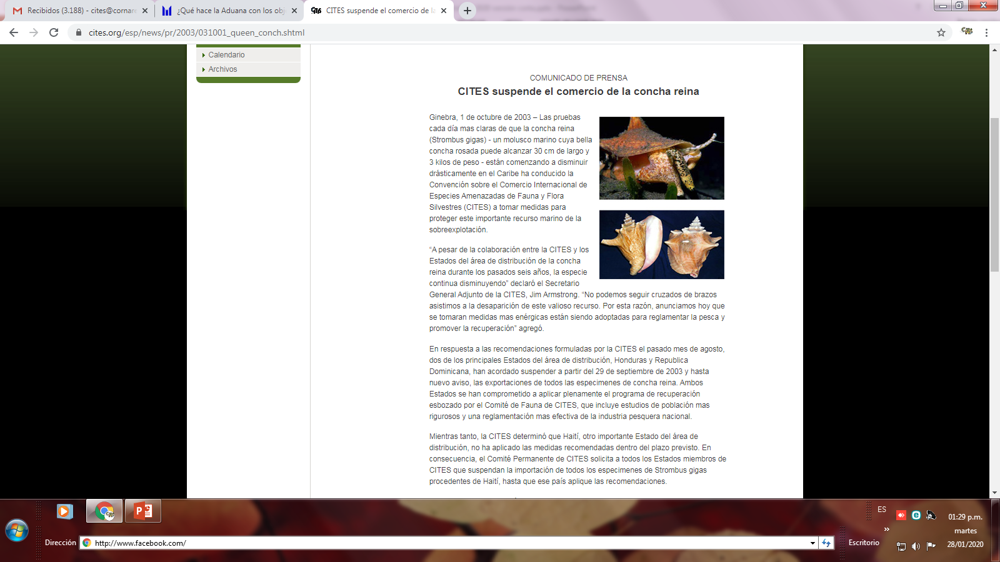 Recibidos (3.188) - cites@cornare
¿Qué hace la Aduana con los obj
CITES suspende el comercio de la
cites.org/esp/news/pr/2003/031001_queen_conch.shtml
Calendario
Archivos
COMUNICADO DE PRENSA
CITES suspende el comercio de la concha reina
Ginebra, 1 de octubre de 2003 – Las pruebas
cada día mas claras de que la concha reina
(Strombus gigas) - un molusco marino cuya bella
concha rosada puede alcanzar 30 cm de largo y
3 kilos de peso - están comenzando a disminuir
drásticamente en el Caribe ha conducido la
Convención sobre el Comercio Internacional de
Especies Amenazadas de Fauna y Flora
Silvestres (CITES) a tomar medidas para
proteger este importante recurso marino de la
sobreexplotación.
“A pesar de la colaboración entre la CITES y los
Estados del área de distribución de la concha
reina durante los pasados seis años, la especie
continua disminuyendo” declaró el Secretario
General Adjunto de la CITES, Jim Armstrong. “No podemos seguir cruzados de brazos
asistimos a la desaparición de este valioso recurso. Por esta razón, anunciamos hoy que
se tomaran medidas mas enérgicas están siendo adoptadas para reglamentar la pesca y
promover la recuperación” agregó.
En respuesta a las recomendaciones formuladas por la CITES el pasado mes de agosto,
dos de los principales Estados del área de distribución, Honduras y Republica
Dominicana, han acordado suspender a partir del 29 de septiembre de 2003 y hasta
nuevo aviso, las exportaciones de todos las especimenes de concha reina. Ambos
Estados se han comprometido a aplicar plenamente el programa de recuperación
esbozado por el Comité de Fauna de CITES, que incluye estudios de población mas
rigurosos y una reglamentación mas efectiva de la industria pesquera nacional.
Mientras tanto, la CITES determinó que Haití, otro importante Estado del área de
distribución, no ha aplicado las medidas recomendadas dentro del plazo previsto. En
consecuencia, el Comité Permanente de CITES solicita a todos los Estados miembros de
CITES que suspendan la importación de todos los especimenes de Strombus gigas
procedentes de Haití, hasta que ese país aplique las recomendaciones.
ES
01:29 p.m.
martes
28/01/2020
Dirección
http://www.facebook.com/
Escritorio